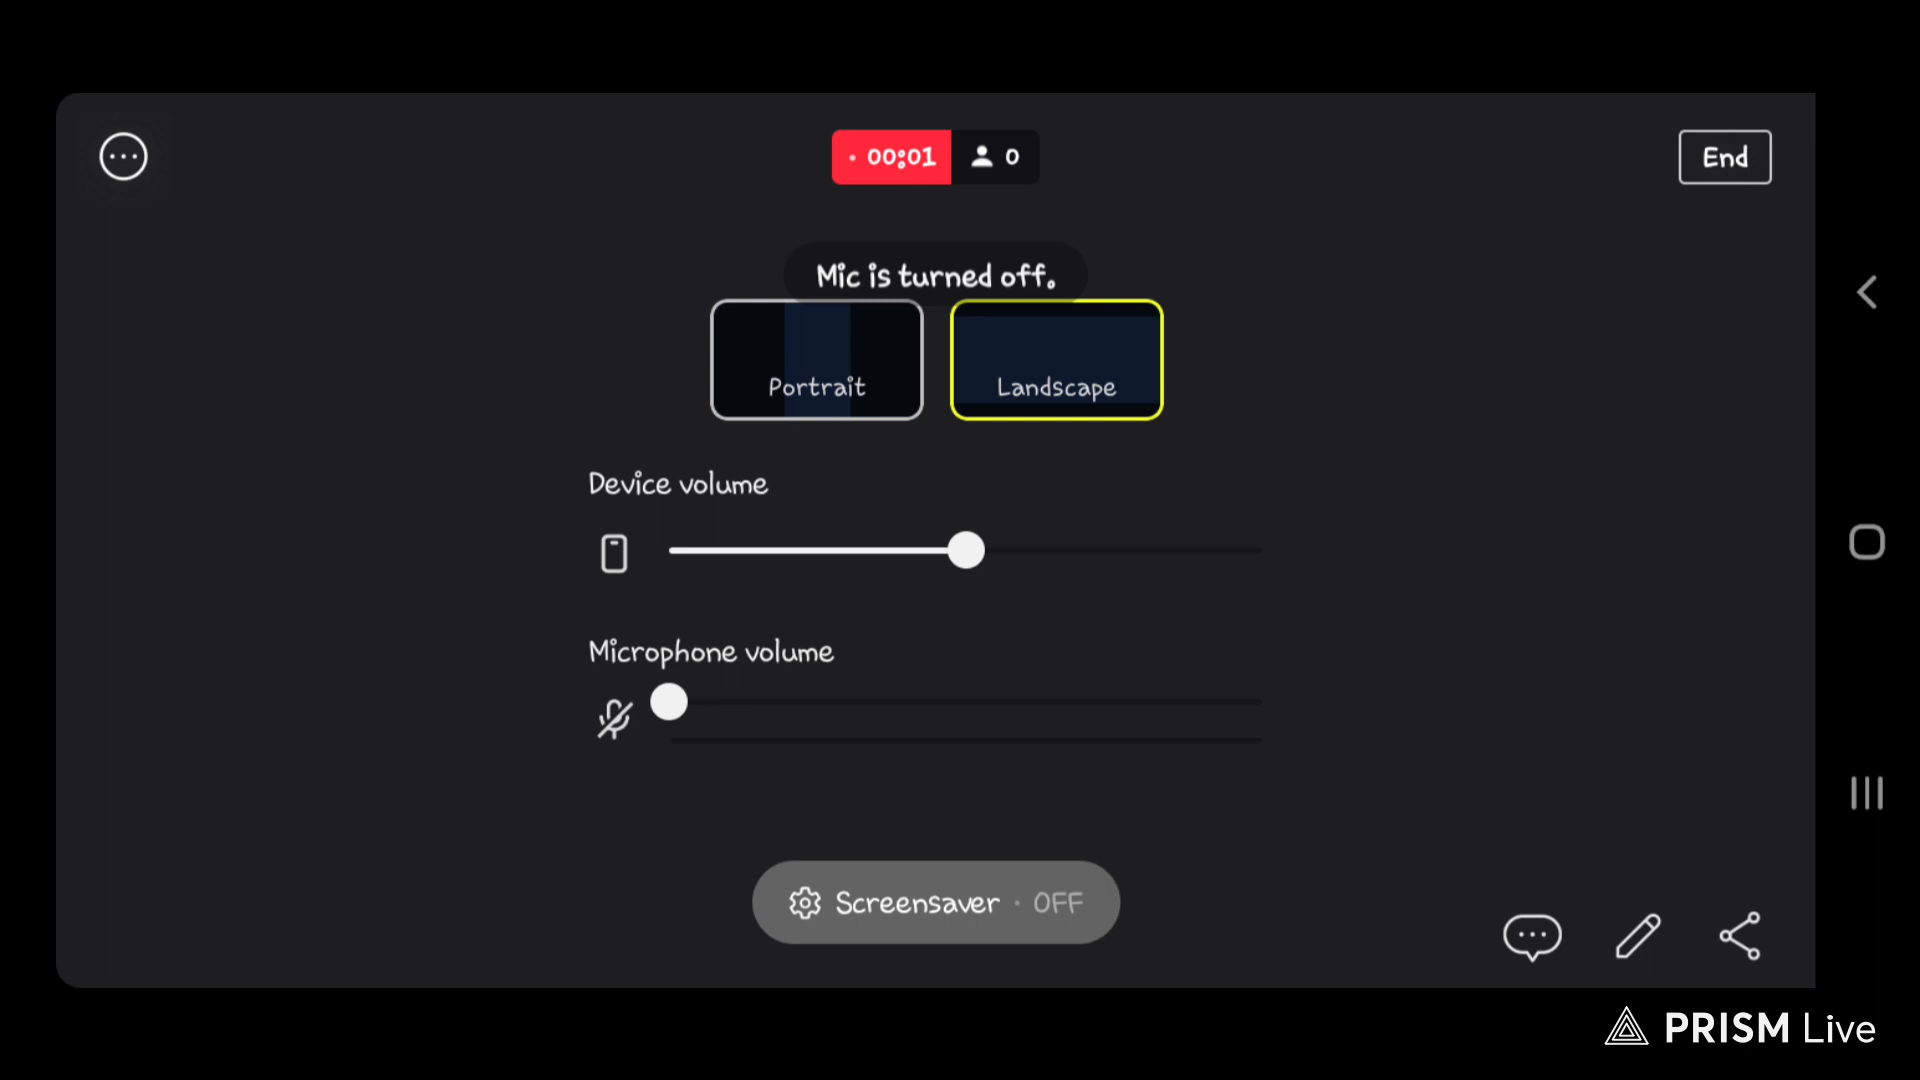 00:01 0
End
Mic is turned off.
Portrait
Landscape
Device volume
Microphone volume
Screensaver · OFF
PRISM Live